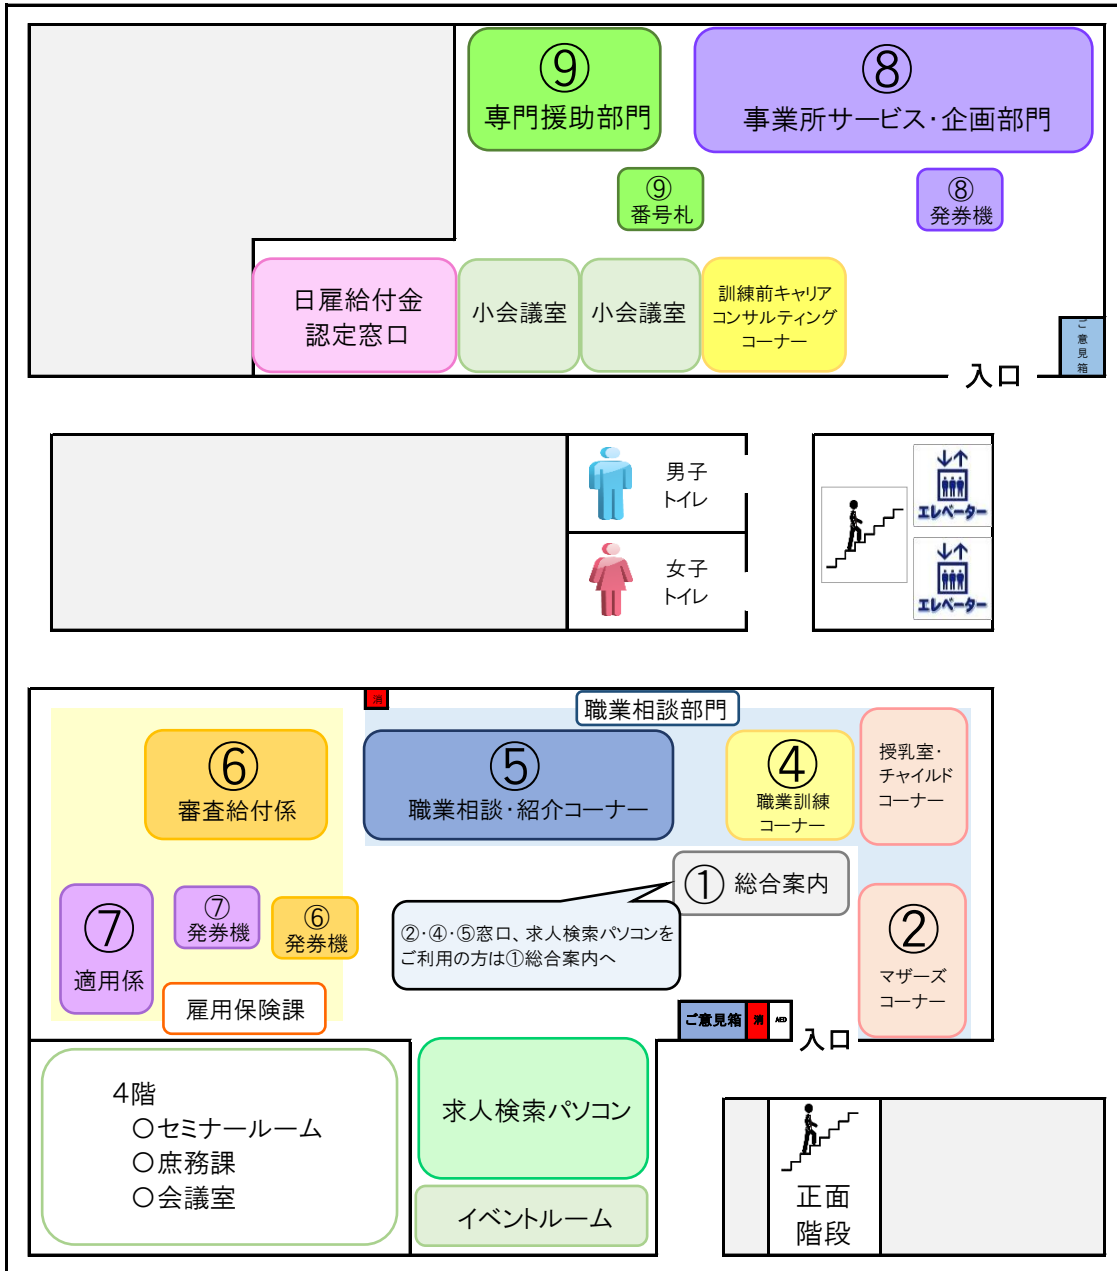 ⑨
専門援助部門
⑧
事業所サービス・企画部門
⑨
番号札
⑧
発券機
日雇給付金
認定窓口
小会議室
小会議室
訓練前キャリア
コンサルティング
コーナー
ご意見箱
入口
男子
トイレ
女子
トイレ
エレベーター
エレベーター
消
職業相談部門
⑥
審査給付係
⑤
職業相談・紹介コーナー
④
職業訓練
コーナー
授乳室・
チャイルド
コーナー
①総合案内
⑦
適用係
⑦
発券機
⑥
発券機
②・④・⑤窓口、求人検索パソコンを
ご利用の方は①総合案内へ
②
マザーズ
コーナー
雇用保険課
ご意見箱
消
AED
入口
4階
○セミナールーム
○庶務課
○会議室
求人検索パソコン
イベントルーム
正面
階段